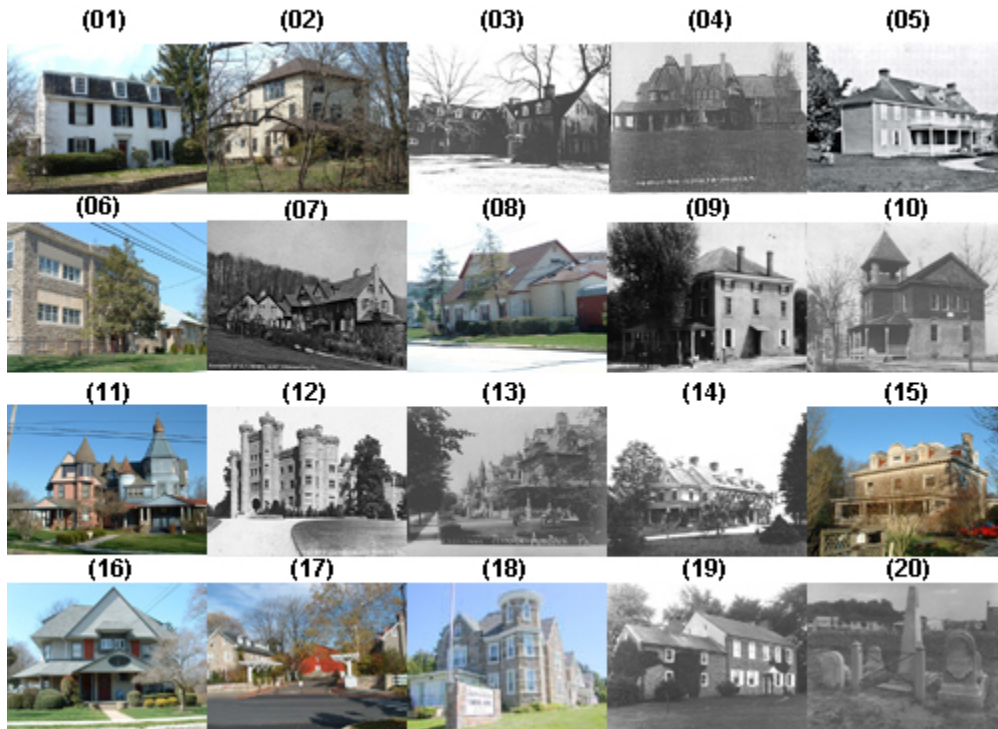 (01) (02) (03) (04) (05)
(06) (07) (08) (09) (10)
(11) (12) (13) (14) (15)
(16) (17) (18) (19) (20)